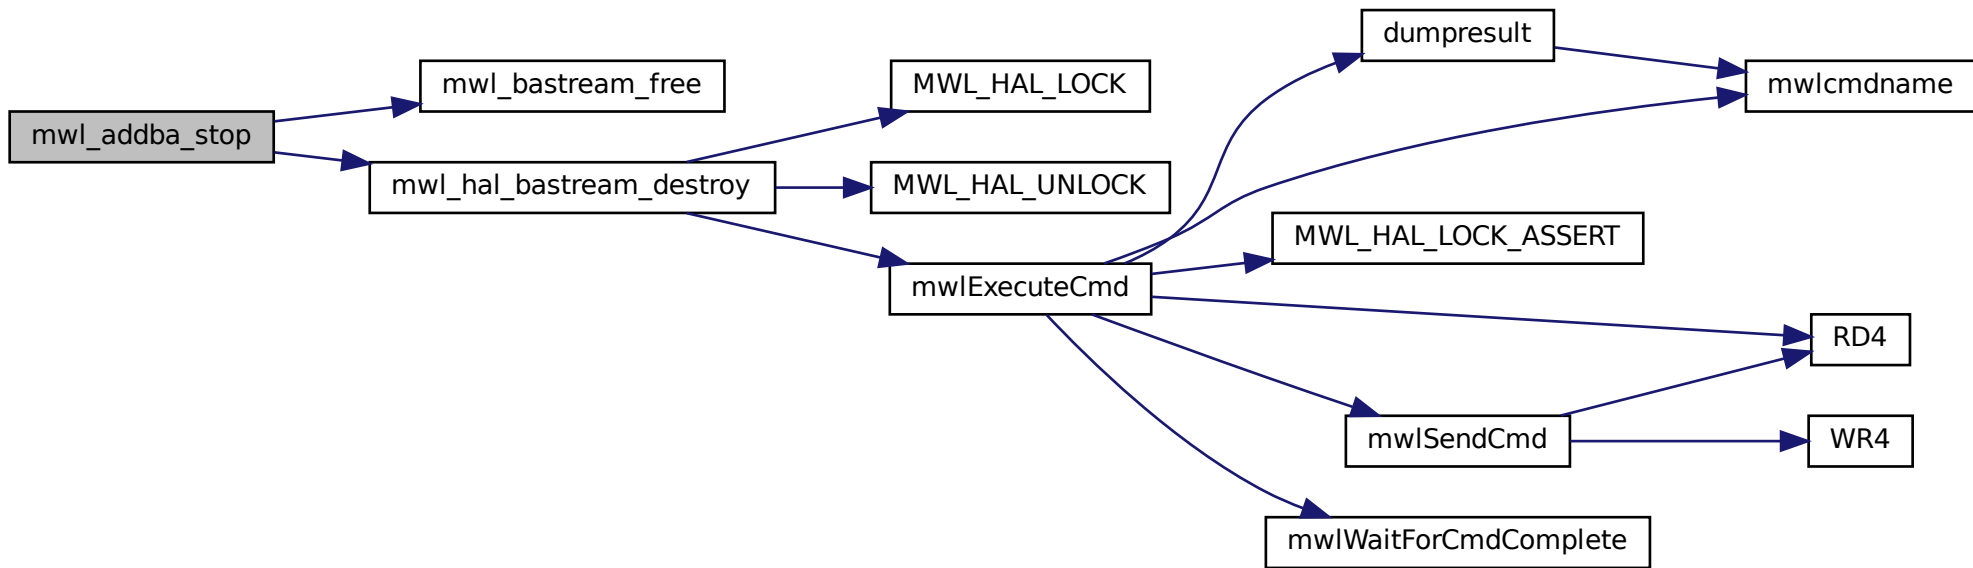 dumpresult
mwl_bastream_free
MWL_HAL_LOCK
mwlcmdname
mwl_addba_stop
mwl_hal_bastream_destroy
MWL_HAL_UNLOCK
MWL_HAL_LOCK_ASSERT
mwlExecuteCmd
RD4
mwlSendCmd
WR4
mwlWaitForCmdComplete